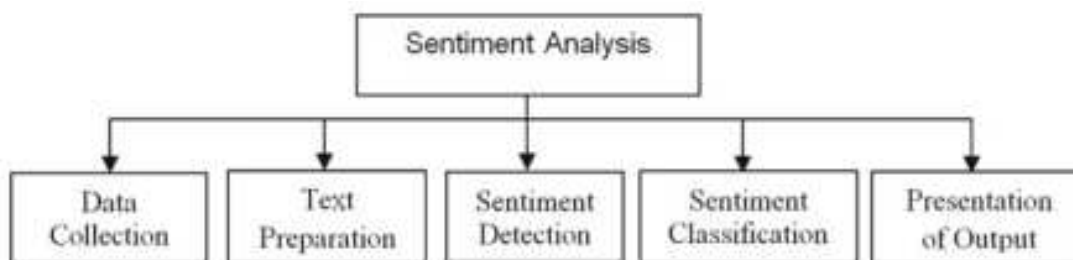 Sentiment Analysis
Data
Collection
Text
Preparation
Sentiment
Detection
Sentiment
Classification
Presentation
of Output